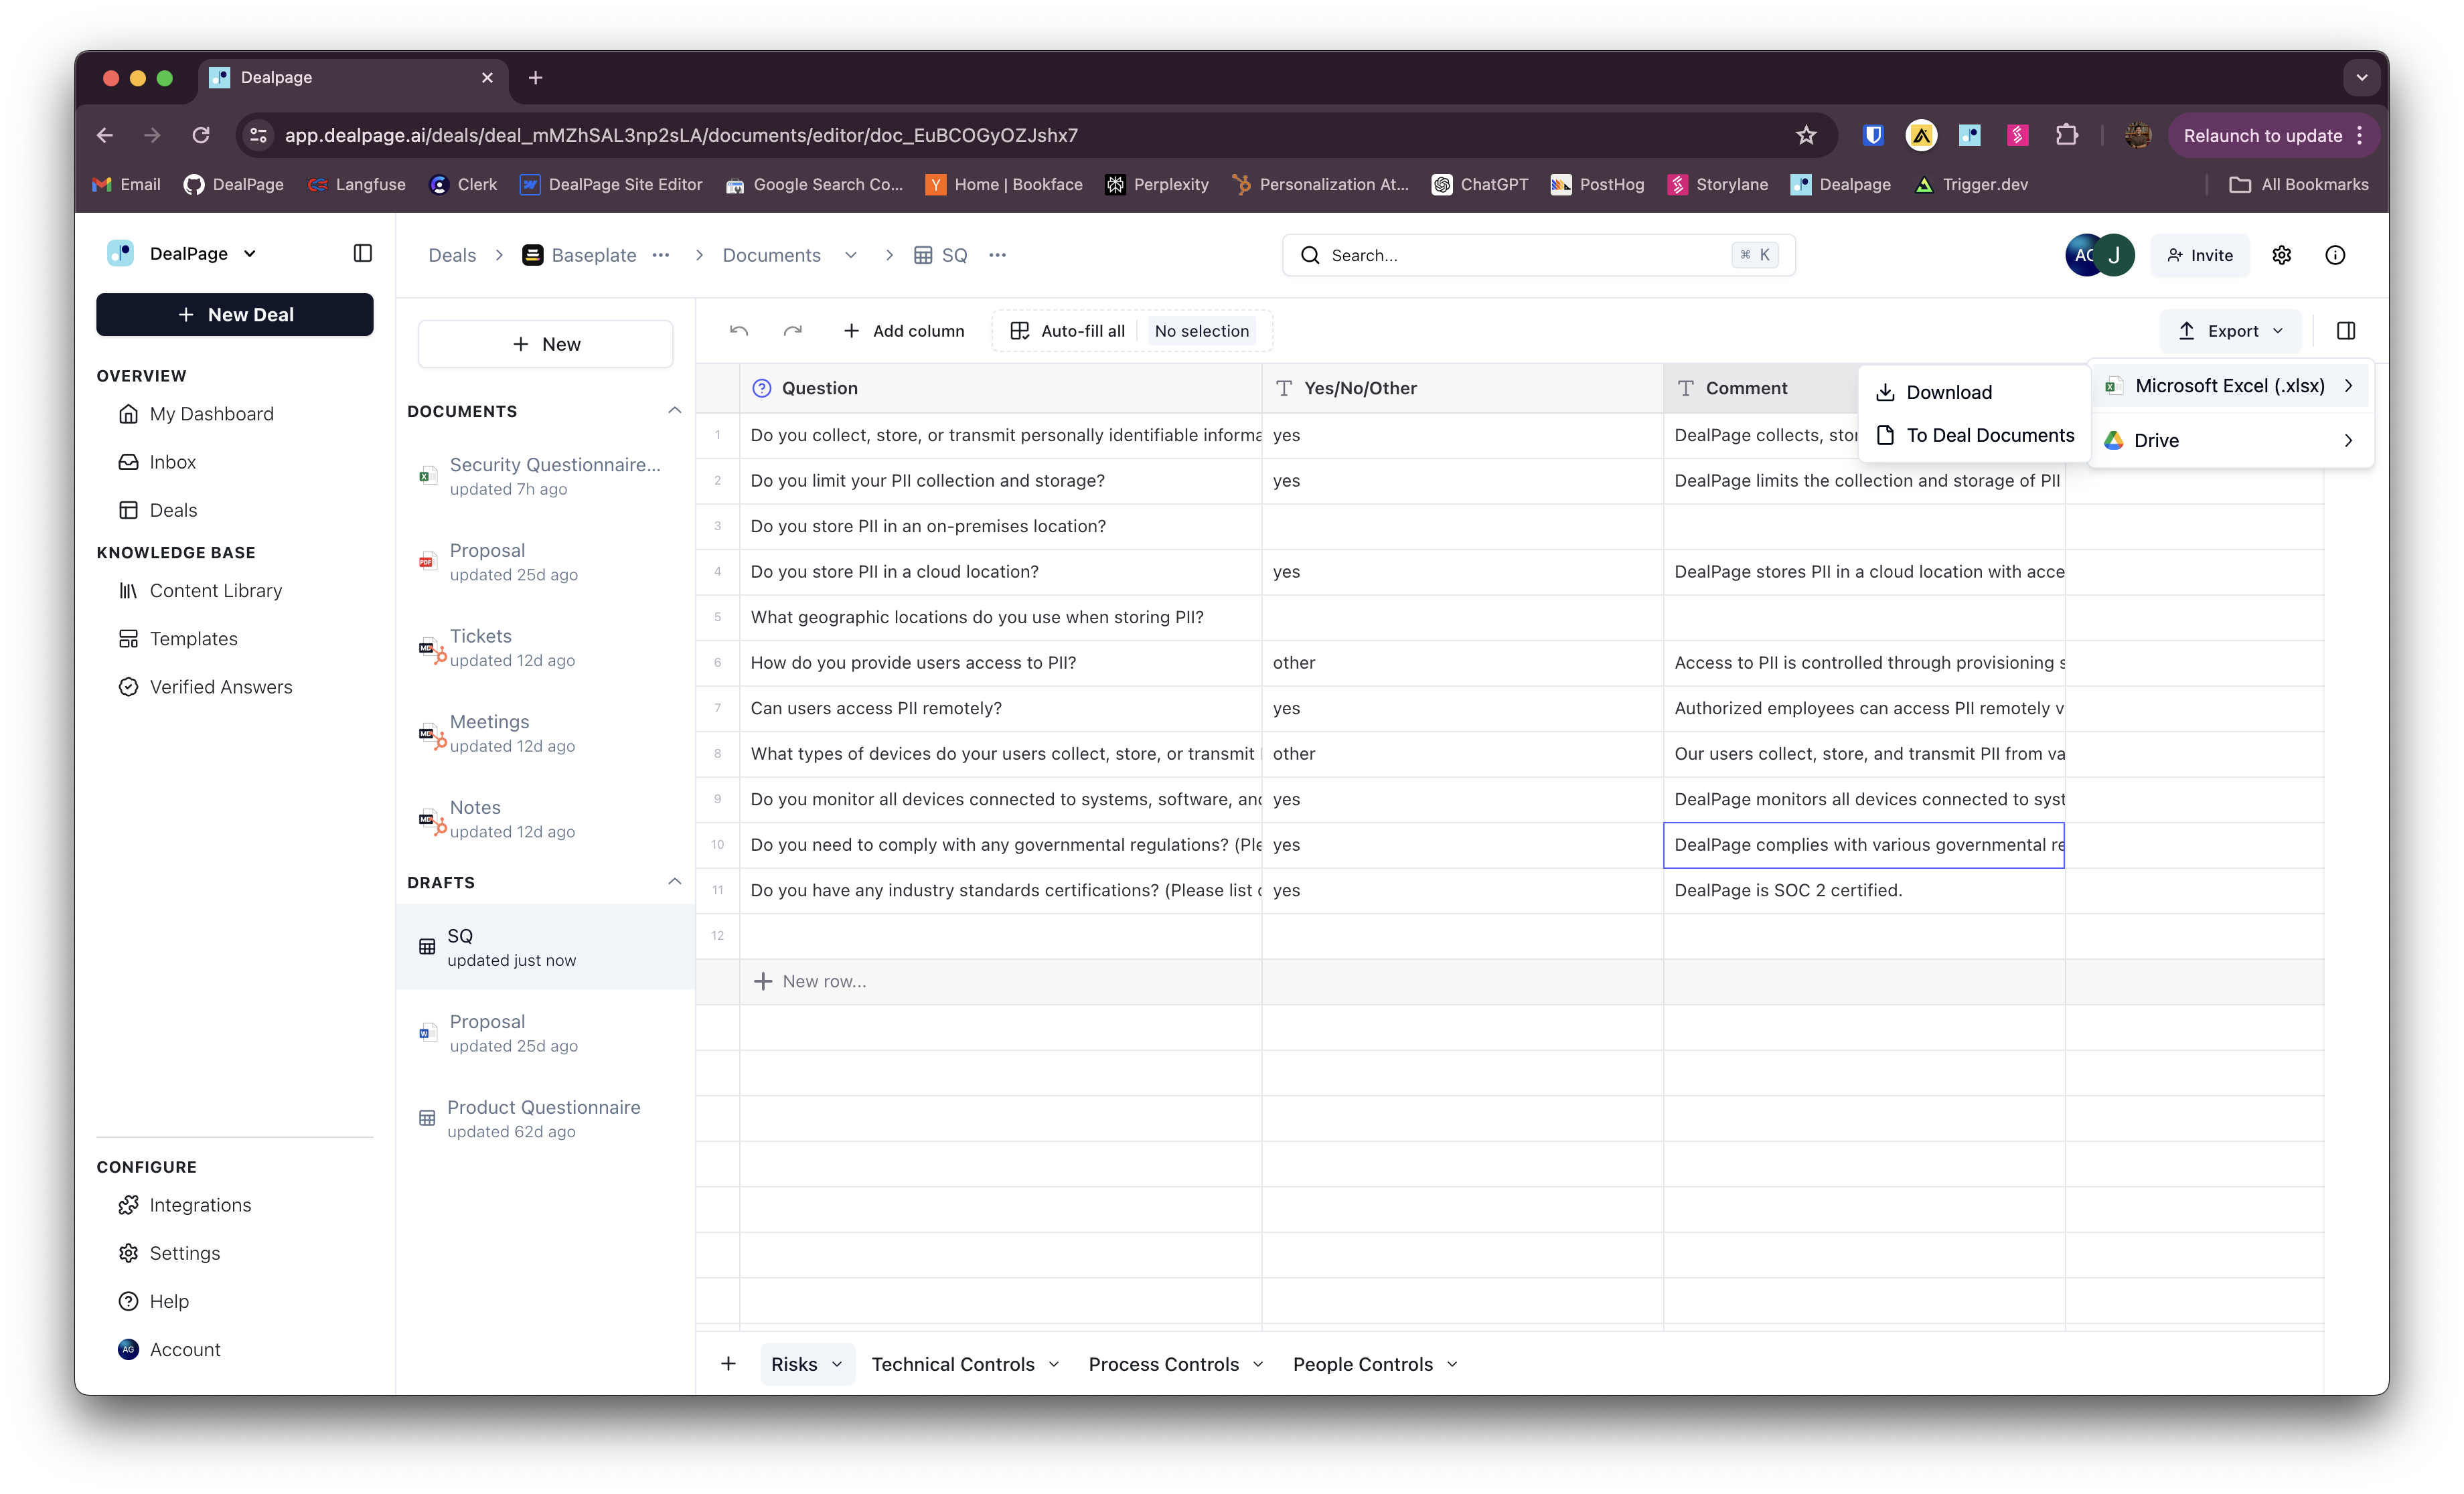 Dealpage
app.dealpage.ai/deals/deal_mMZhSAL3np2sLA/documents/editor/doc_EuBCOGyOZJshx7
Relaunch to update
Email
DealPage
Langfuse
Clerk
DealPage Site Editor
Google Search Co...
Home | Bookface
Perplexity
Personalization At...
ChatGPT
PostHog
Storylane
Dealpage
Trigger.dev
All Bookmarks
DealPage
New Deal
OVERVIEW
My Dashboard
Inbox
Deals
KNOWLEDGE BASE
Content Library
Templates
Verified Answers
CONFIGURE
Integrations
Settings
Help
AG Account
Deals > Baseplate ... > Documents > SQ ...
Search... ⌘ K
J
Invite
New
DOCUMENTS
Security Questionnaire...
updated 7h ago
Proposal
updated 25d ago
Tickets
updated 12d ago
Meetings
updated 12d ago
Notes
updated 12d ago
DRAFTS
SQ
updated just now
Proposal
updated 25d ago
Product Questionnaire
updated 62d ago
Add column
Auto-fill all
No selection
Export
Microsoft Excel (.xlsx)
Drive
Download
To Deal Documents
Question Yes/No/Other Comment
1 Do you collect, store, or transmit personally identifiable informa yes DealPage collects, stor
2 Do you limit your PII collection and storage? yes DealPage limits the collection and storage of PII
3 Do you store PII in an on-premises location?
4 Do you store PII in a cloud location? yes DealPage stores PII in a cloud location with acce
5 What geographic locations do you use when storing PII?
6 How do you provide users access to PII? other Access to PII is controlled through provisioning s
7 Can users access PII remotely? yes Authorized employees can access PII remotely v
8 What types of devices do your users collect, store, or transmit other Our users collect, store, and transmit PII from va
9 Do you monitor all devices connected to systems, software, and yes DealPage monitors all devices connected to syst
10 Do you need to comply with any governmental regulations? (Ple yes DealPage complies with various governmental re
11 Do you have any industry standards certifications? (Please list yes DealPage is SOC 2 certified.
12
New row...
Risks
Technical Controls
Process Controls
People Controls